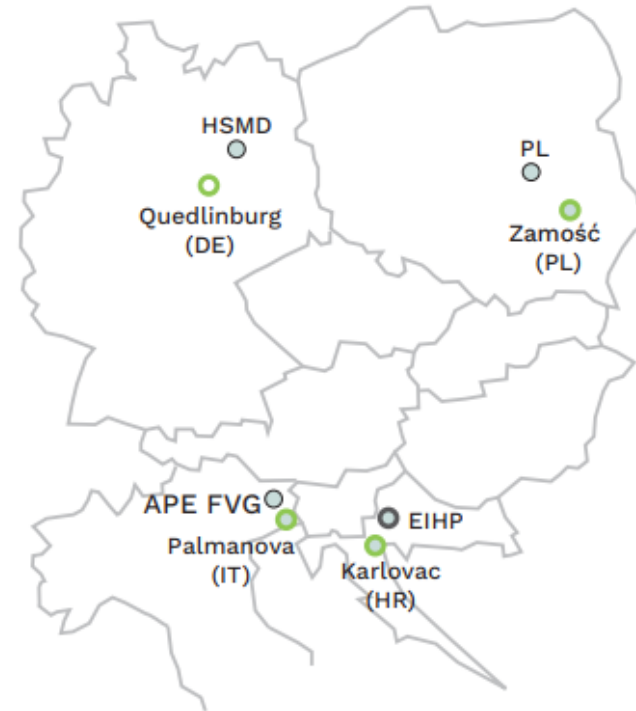 HSMD
Quedlinburg
(DE)
PL
Zamość
(PL)
APE FVG
Palmanova
(IT)
EIHP
Karlovac
(HR)